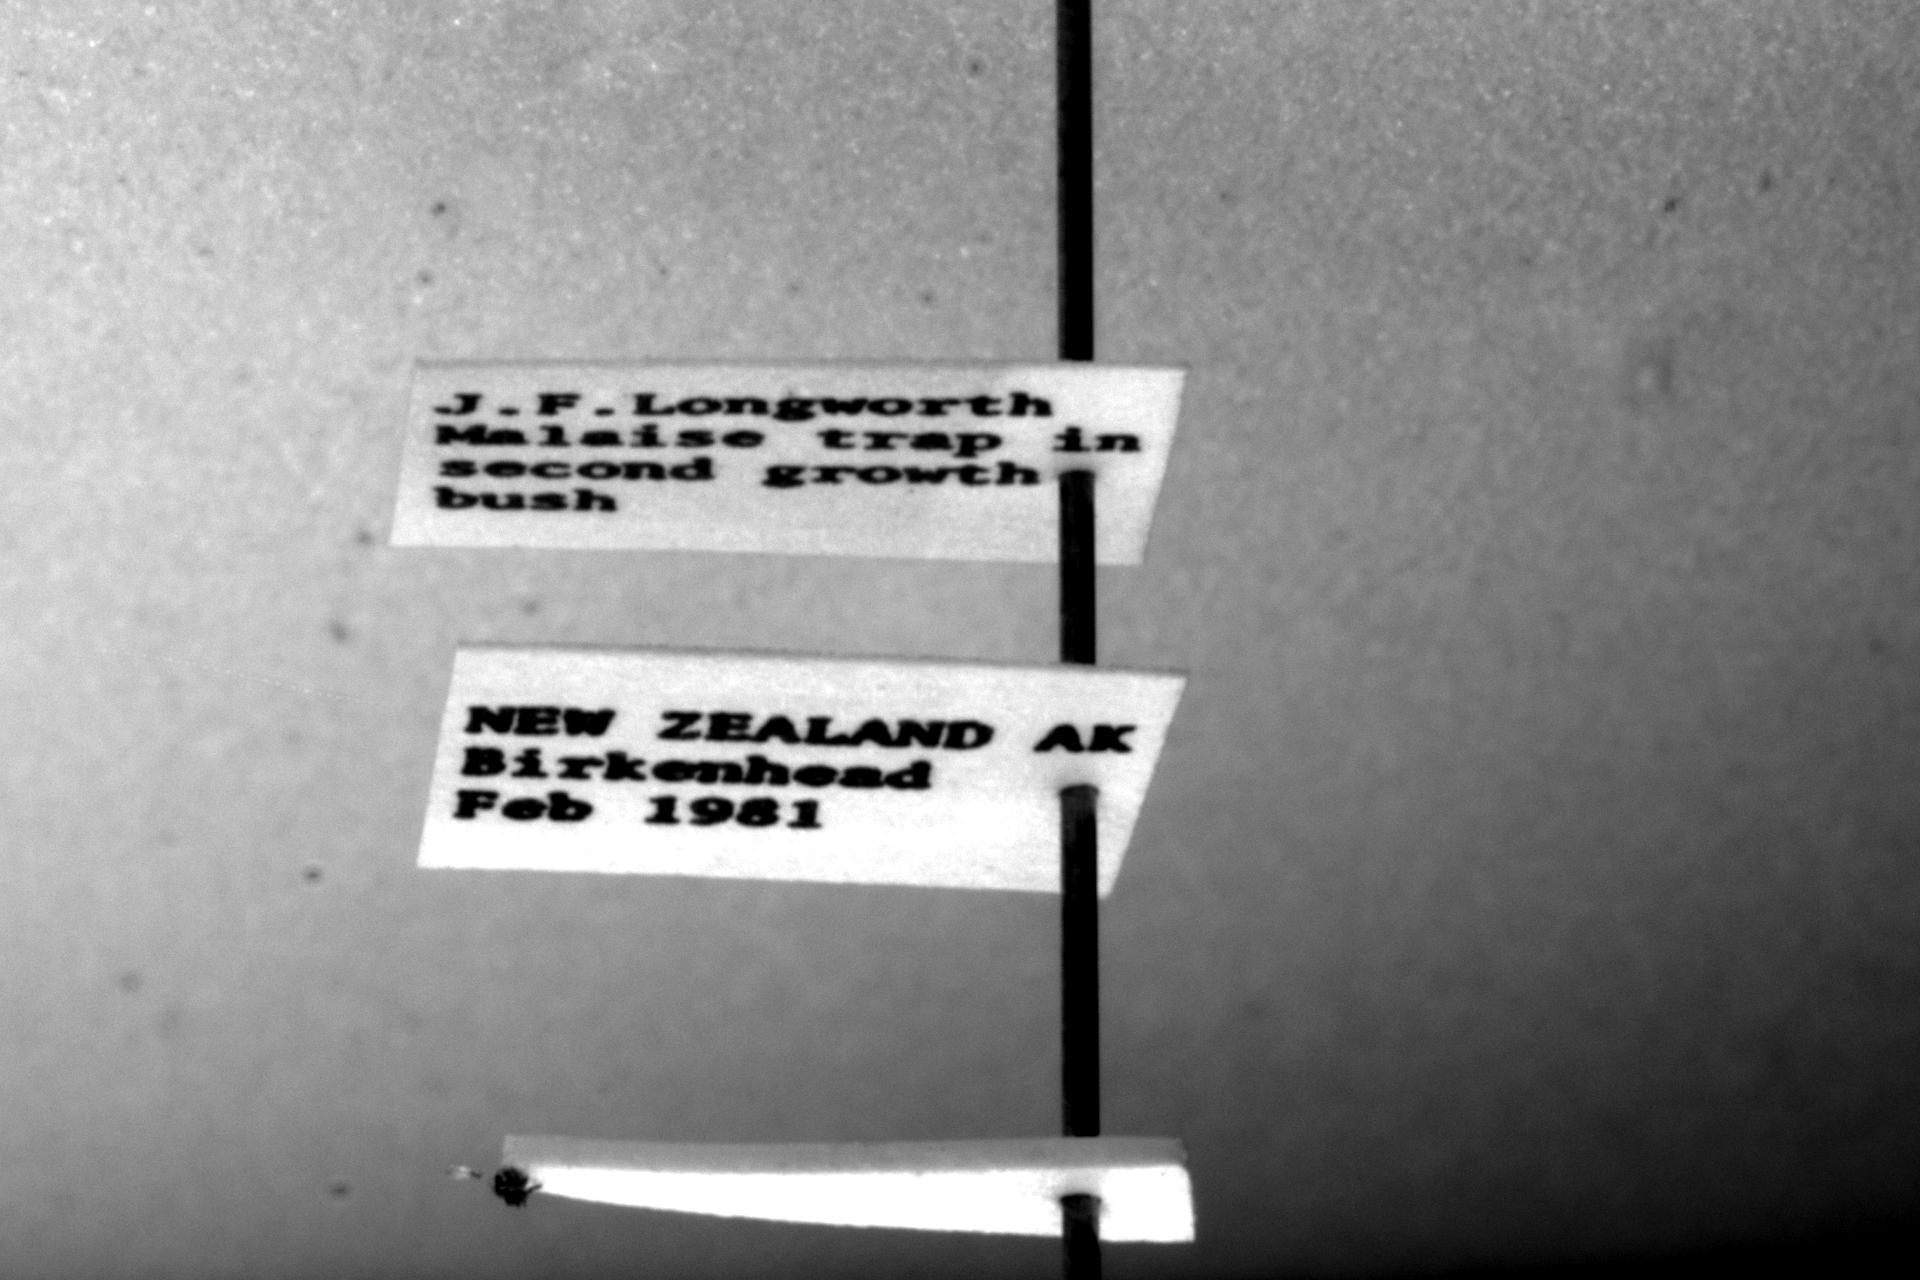 J.F.Longworth
Malaise trap in
second growth
bush
NEW ZEALAND AK
Birkenhead
Feb 1981